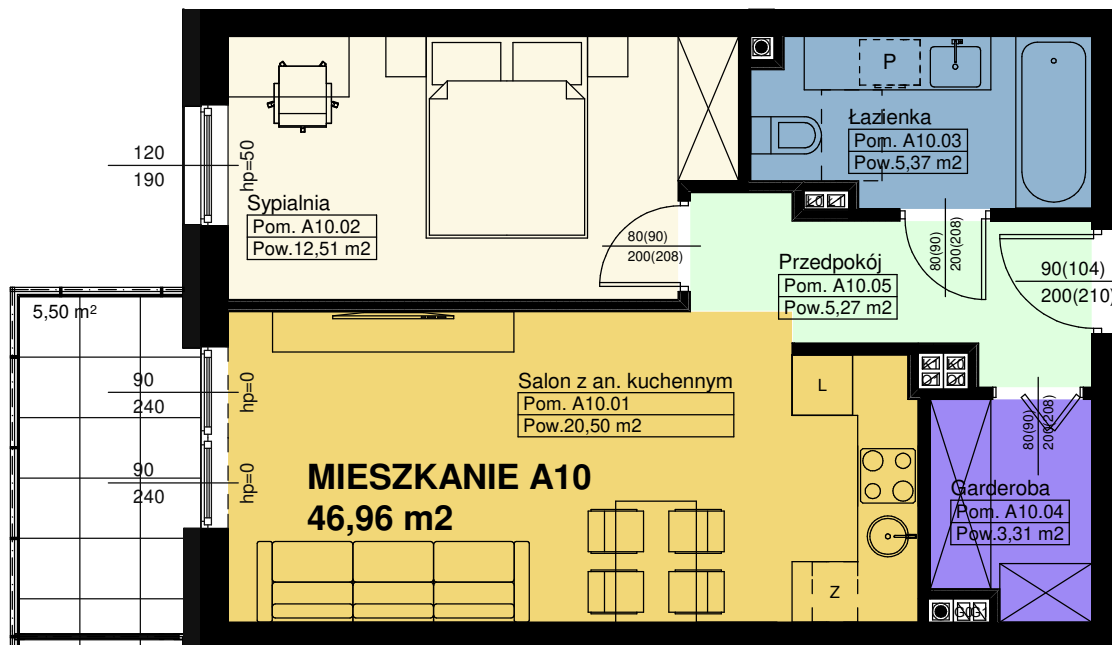 120
190
hp=50
Sypialnia
Pom. A10.02
Pow.12,51 m2
80(90)
200(208)
P
Łazienka
Pom. A10.03
Pow.5,37 m2
80(90)
200(208)
Przedpokój
Pom. A10.05
Pow.5,27 m2
90(104)
200(210)
5,50 m²
90
240
hp=0
90
240
hp=0
Salon z an. kuchennym
Pom. A10.01
Pow.20,50 m2
L
MIESZKANIE A10
46,96 m2
Z
80(90)
200(208)
Garderoba
Pom. A10.04
Pow.3,31 m2